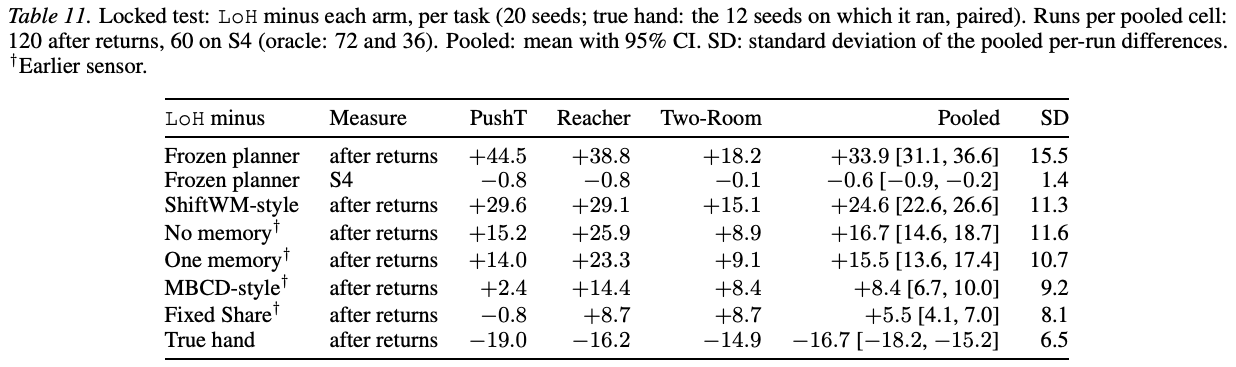 Table 11. Locked test: LoH minus each arm, per task (20 seeds; true hand: the 12 seeds on which it ran, paired). Runs per pooled cell:
120 after returns, 60 on S4 (oracle: 72 and 36). Pooled: mean with 95% CI. SD: standard deviation of the pooled per-run differences.
†Earlier sensor.
LoH minus Measure PushT Reacher Two-Room Pooled SD
Frozen planner after returns +44.5 +38.8 +18.2 +33.9 [31.1, 36.6] 15.5
Frozen planner S4 −0.8 −0.8 −0.1 −0.6 [−0.9, −0.2] 1.4
ShiftWM-style after returns +29.6 +29.1 +15.1 +24.6 [22.6, 26.6] 11.3
No memory† after returns +15.2 +25.9 +8.9 +16.7 [14.6, 18.7] 11.6
One memory† after returns +14.0 +23.3 +9.1 +15.5 [13.6, 17.4] 10.7
MBCD-style† after returns +2.4 +14.4 +8.4 +8.4 [6.7, 10.0] 9.2
Fixed Share† after returns −0.8 +8.7 +8.7 +5.5 [4.1, 7.0] 8.1
True hand after returns −19.0 −16.2 −14.9 −16.7 [−18.2, −15.2] 6.5